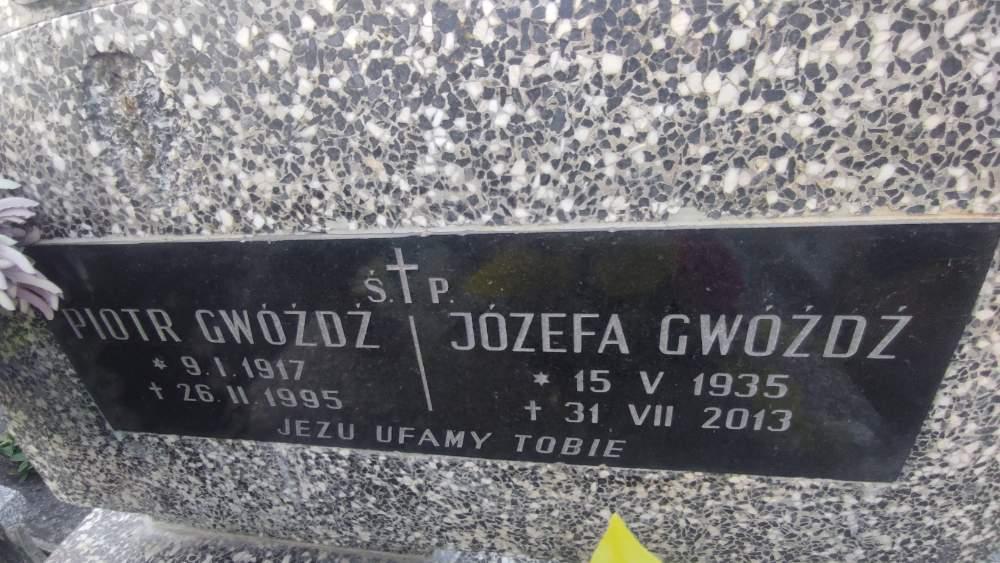 Ś. P.
PIOTR GWÓŹDŹ
* 9. I. 1917
† 26. II 1995
JÓZEFA GWÓŹDŹ
* 15 V 1935
† 31 VII 2013
JEZU UFAMY TOBIE